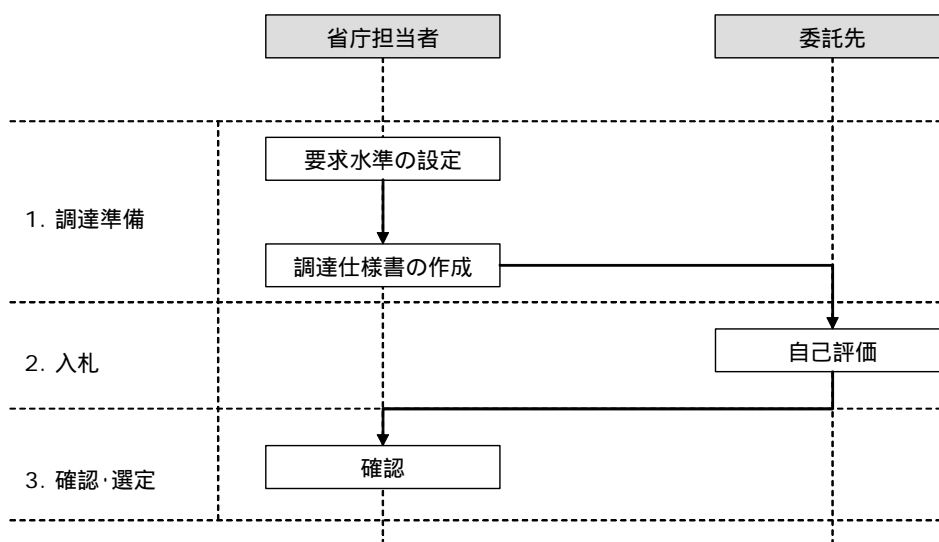 省庁担当者
委託先
要求水準の設定
1. 調達準備
調達仕様書の作成
自己評価
2. 入札
確認
3. 確認･選定